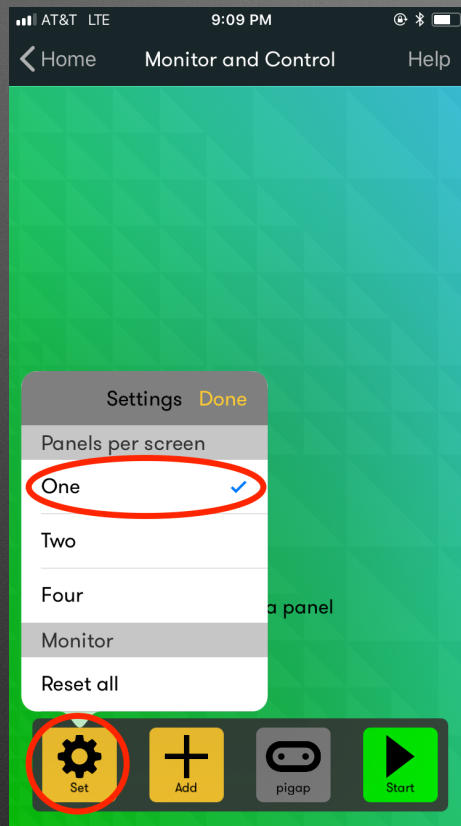 AT&T LTE 9:09 PM
Home Monitor and Control Help
Settings Done
Panels per screen
One
Two
Four
a panel
Monitor
Reset all
Set Add pigap Start